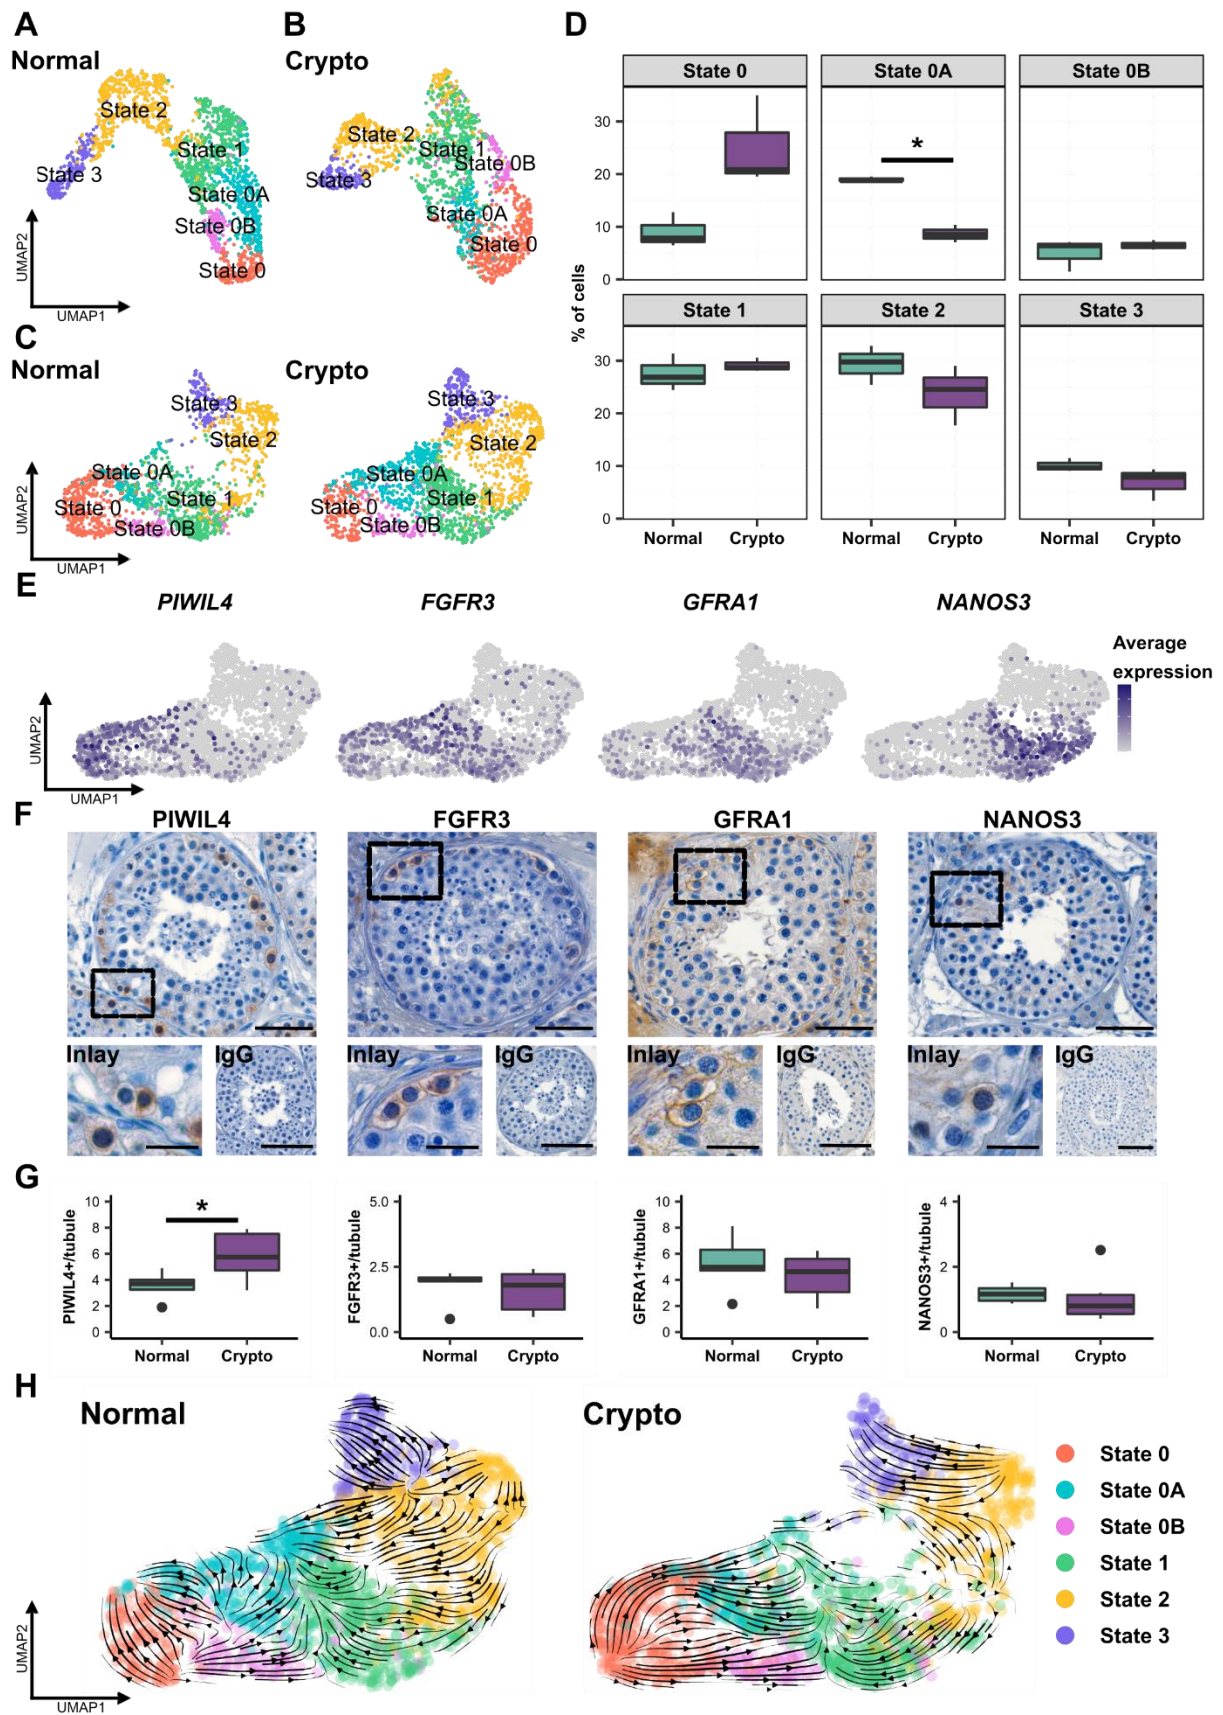 A
Normal
State 2
State 1
State 3
State 0A
State 0B
State 0
UMAP2
UMAP1
B
Crypto
State 2
State 1
State 0B
State 3
State 0A
State 0
C
Normal
State 3
State 2
State 0A
State 1
State 0
State 0B
UMAP2
UMAP1
Crypto
State 3
State 2
State 0A
State 1
State 0
State 0B
D
State 0
State 0A
State 0B
30
20
10
0
*
% of cells
State 1
State 2
State 3
30
20
10
0
Normal Crypto
Normal Crypto
Normal Crypto
E
PIWIL4
FGFR3
GFRA1
NANOS3
Average
expression
UMAP2
UMAP1
F
PIWIL4
FGFR3
GFRA1
NANOS3
Inlay IgG
Inlay IgG
Inlay IgG
Inlay IgG
G
PIWIL4+/tubule
10
8
6
4
2
0
*
Normal Crypto
FGFR3+/tubule
5.0
2.5
0.0
Normal Crypto
GFRA1+/tubule
10
8
6
4
2
0
Normal Crypto
NANOS3+/tubule
4
2
0
Normal Crypto
H
Normal
Crypto
UMAP2
UMAP1
State 0
State 0A
State 0B
State 1
State 2
State 3